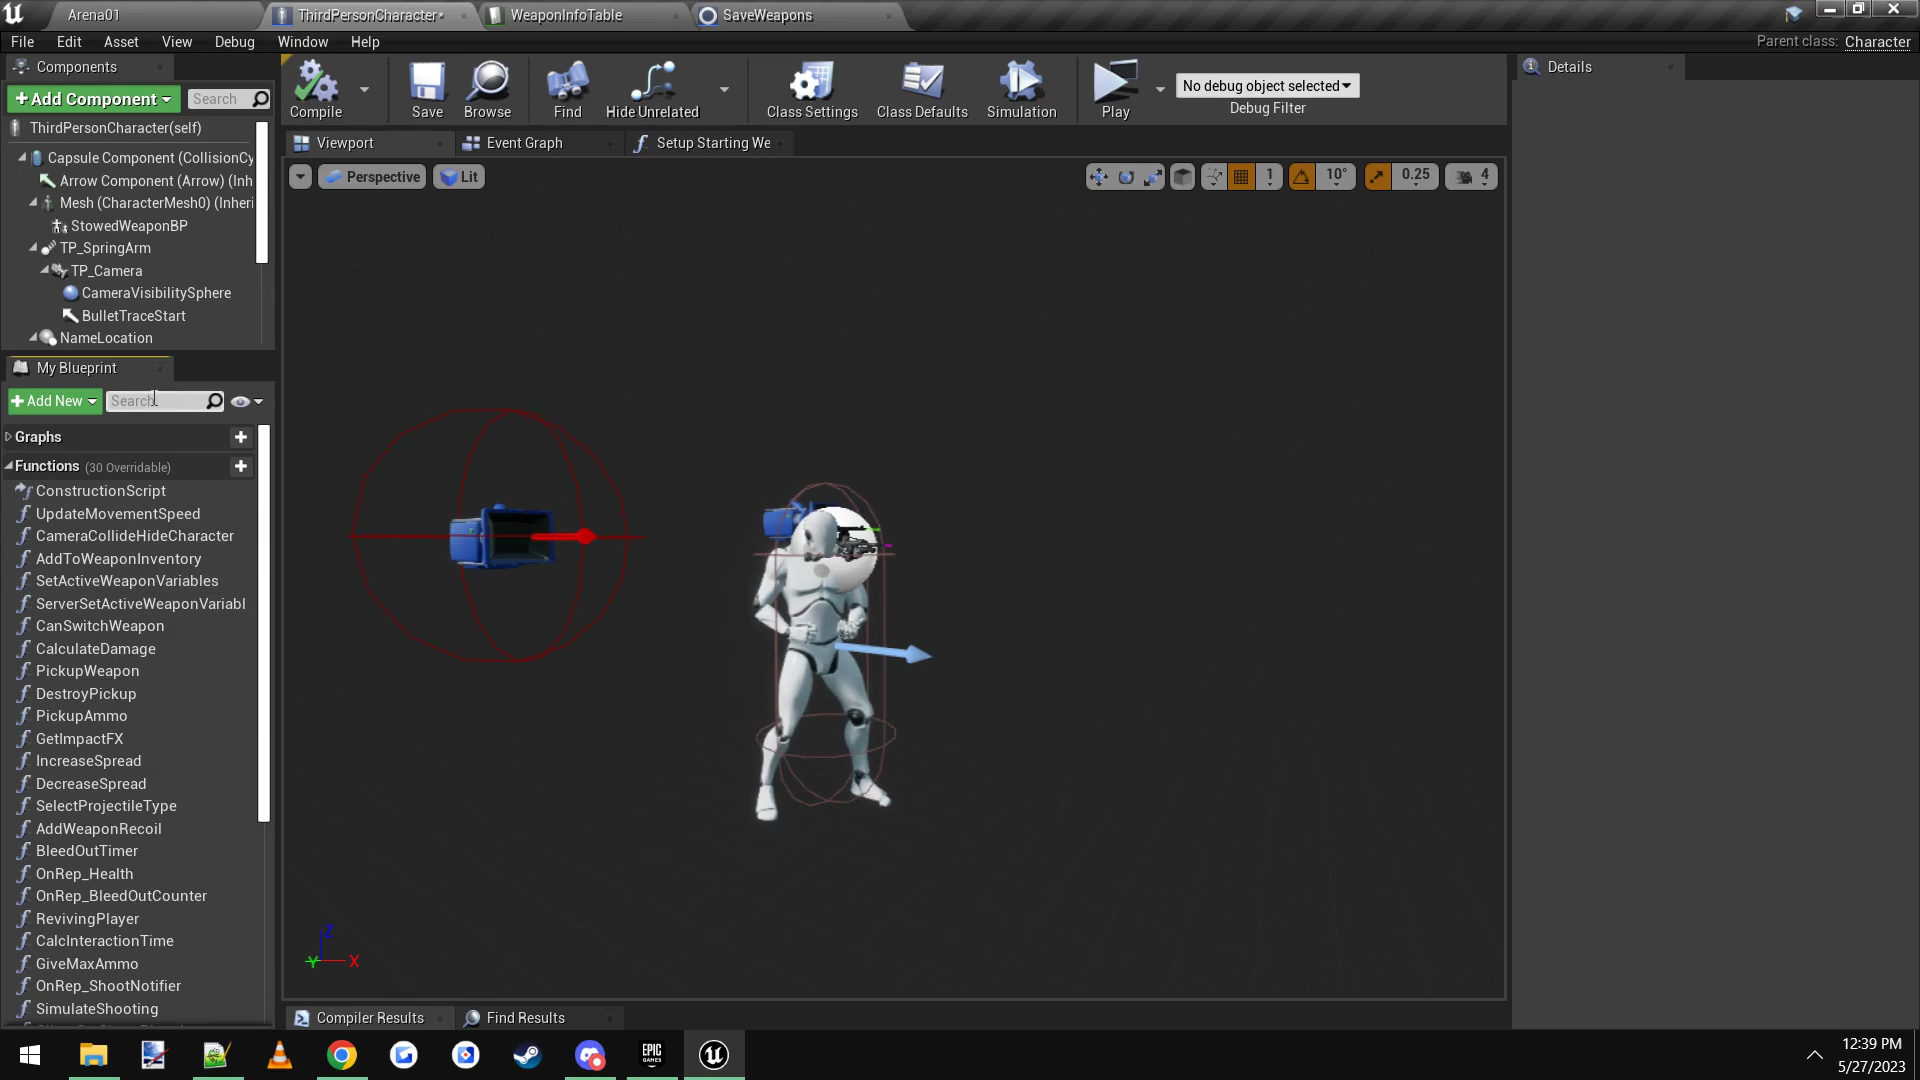 Arena01
ThirdPersonCharacter*
WeaponInfoTable
SaveWeapons
File
Edit
Asset
View
Debug
Window
Help
Parent class: Character
Components
Add Component
Search
ThirdPersonCharacter(self)
Capsule Component (CollisionCy
Arrow Component (Arrow) (Inh
Mesh (CharacterMesh0) (Inheri
StowedWeaponBP
TP_SpringArm
TP_Camera
CameraVisibilitySphere
BulletTraceStart
NameLocation
My Blueprint
Add New
Search
Graphs
Functions (30 Overridable)
ConstructionScript
UpdateMovementSpeed
CameraCollideHideCharacter
AddToWeaponInventory
SetActiveWeaponVariables
ServerSetActiveWeaponVariabl
CanSwitchWeapon
CalculateDamage
PickupWeapon
DestroyPickup
PickupAmmo
GetImpactFX
IncreaseSpread
DecreaseSpread
SelectProjectileType
AddWeaponRecoil
BleedOutTimer
OnRep_Health
OnRep_BleedOutCounter
RevivingPlayer
CalcInteractionTime
GiveMaxAmmo
OnRep_ShootNotifier
SimulateShooting
Compile
Save
Browse
Find
Hide Unrelated
Class Settings
Class Defaults
Simulation
Play
No debug object selected
Debug Filter
Viewport
Event Graph
Setup Starting We
Perspective
Lit
1
10°
0.25
4
Z
Y
X
Compiler Results
Find Results
Details
EPIC
GAMES
12:39 PM
5/27/2023